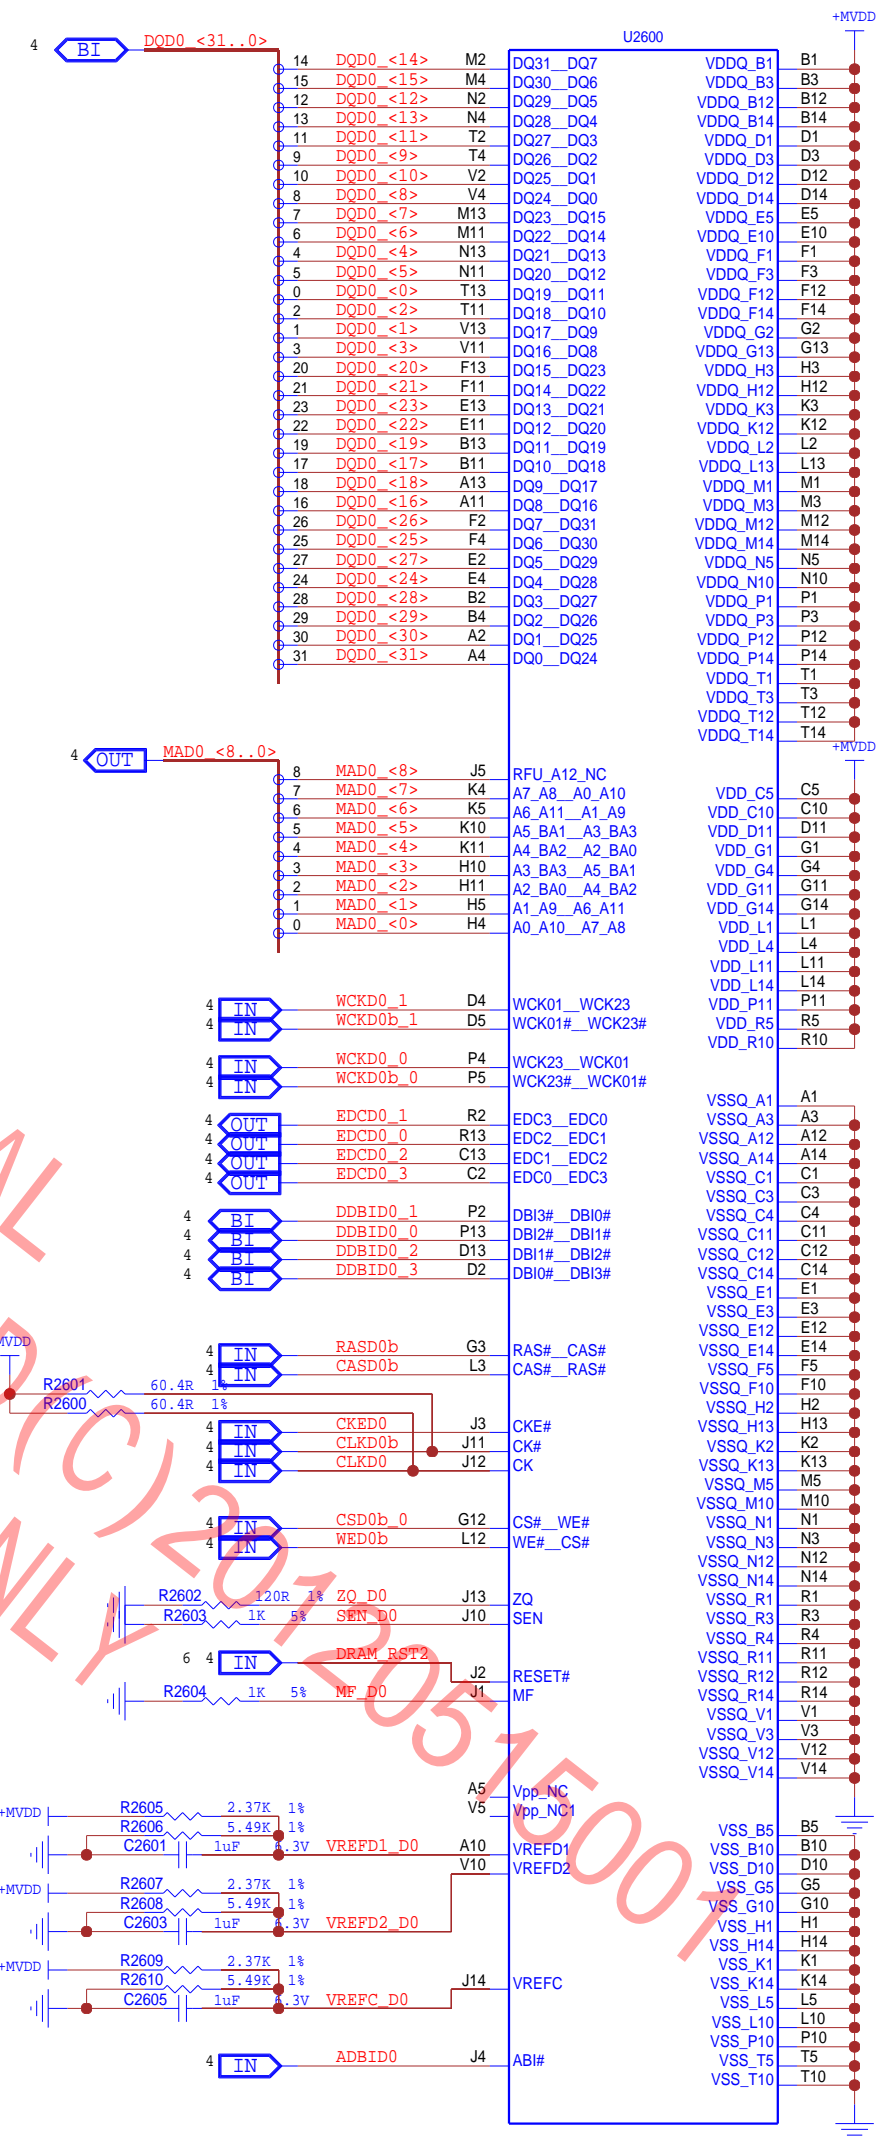 +MVDD
U2600
4 BI DQD0_<31..0>
14 DQD0_<14> M2 DQ31__DQ7 VDDQ_B1 B1
15 DQD0_<15> M4 DQ30__DQ6 VDDQ_B3 B3
12 DQD0_<12> N2 DQ29__DQ5 VDDQ_B12 B12
13 DQD0_<13> N4 DQ28__DQ4 VDDQ_B14 B14
11 DQD0_<11> T2 DQ27__DQ3 VDDQ_D1 D1
9 DQD0_<9> T4 DQ26__DQ2 VDDQ_D3 D3
10 DQD0_<10> V2 DQ25__DQ1 VDDQ_D12 D12
8 DQD0_<8> V4 DQ24__DQ0 VDDQ_D14 D14
7 DQD0_<7> M13 DQ23__DQ15 VDDQ_E5 E5
6 DQD0_<6> M11 DQ22__DQ14 VDDQ_E10 E10
4 DQD0_<4> N13 DQ21__DQ13 VDDQ_F1 F1
5 DQD0_<5> N11 DQ20__DQ12 VDDQ_F3 F3
0 DQD0_<0> T13 DQ19__DQ11 VDDQ_F12 F12
2 DQD0_<2> T11 DQ18__DQ10 VDDQ_F14 F14
1 DQD0_<1> V13 DQ17__DQ9 VDDQ_G2 G2
3 DQD0_<3> V11 DQ16__DQ8 VDDQ_G13 G13
20 DQD0_<20> F13 DQ15__DQ23 VDDQ_H3 H3
21 DQD0_<21> F11 DQ14__DQ22 VDDQ_H12 H12
23 DQD0_<23> E13 DQ13__DQ21 VDDQ_K3 K3
22 DQD0_<22> E11 DQ12__DQ20 VDDQ_K12 K12
19 DQD0_<19> B13 DQ11__DQ19 VDDQ_L2 L2
17 DQD0_<17> B11 DQ10__DQ18 VDDQ_L13 L13
18 DQD0_<18> A13 DQ9__DQ17 VDDQ_M1 M1
16 DQD0_<16> A11 DQ8__DQ16 VDDQ_M3 M3
26 DQD0_<26> F2 DQ7__DQ31 VDDQ_M12 M12
25 DQD0_<25> F4 DQ6__DQ30 VDDQ_M14 M14
27 DQD0_<27> E2 DQ5__DQ29 VDDQ_N5 N5
24 DQD0_<24> E4 DQ4__DQ28 VDDQ_N10 N10
28 DQD0_<28> B2 DQ3__DQ27 VDDQ_P1 P1
29 DQD0_<29> B4 DQ2__DQ26 VDDQ_P3 P3
30 DQD0_<30> A2 DQ1__DQ25 VDDQ_P12 P12
31 DQD0_<31> A4 DQ0__DQ24 VDDQ_P14 P14
VDDQ_T1 T1
VDDQ_T3 T3
VDDQ_T12 T12
VDDQ_T14 T14
4 OUT MAD0_<8..0> +MVDD
8 MAD0_<8> J5 RFU_A12_NC
7 MAD0_<7> K4 A7_A8__A0_A10 VDD_C5 C5
6 MAD0_<6> K5 A6_A11__A1_A9 VDD_C10 C10
5 MAD0_<5> K10 A5_BA1__A3_BA3 VDD_D11 D11
4 MAD0_<4> K11 A4_BA2__A2_BA0 VDD_G1 G1
3 MAD0_<3> H10 A3_BA3__A5_BA1 VDD_G4 G4
2 MAD0_<2> H11 A2_BA0__A4_BA2 VDD_G11 G11
1 MAD0_<1> H5 A1_A9__A6_A11 VDD_G14 G14
0 MAD0_<0> H4 A0_A10__A7_A8 VDD_L1 L1
VDD_L4 L4
VDD_L11 L11
VDD_L14 L14
4 IN WCKD0_1 D4 WCK01__WCK23 VDD_P11 P11
4 IN WCKD0b_1 D5 WCK01#__WCK23# VDD_R5 R5
VDD_R10 R10
4 IN WCKD0_0 P4 WCK23__WCK01
4 IN WCKD0b_0 P5 WCK23#__WCK01#
VSSQ_A1 A1
4 OUT EDCD0_1 R2 EDC3__EDC0 VSSQ_A3 A3
4 OUT EDCD0_0 R13 EDC2__EDC1 VSSQ_A12 A12
4 OUT EDCD0_2 C13 EDC1__EDC2 VSSQ_A14 A14
4 OUT EDCD0_3 C2 EDC0__EDC3 VSSQ_C1 C1
VSSQ_C3 C3
4 BI DDBID0_1 P2 DBI3#__DBI0# VSSQ_C4 C4
4 BI DDBID0_0 P13 DBI2#__DBI1# VSSQ_C11 C11
4 BI DDBID0_2 D13 DBI1#__DBI2# VSSQ_C12 C12
4 BI DDBID0_3 D2 DBI0#__DBI3# VSSQ_C14 C14
VSSQ_E1 E1
VSSQ_E3 E3
VSSQ_E12 E12
MVDD 4 IN RASD0b G3 RAS#__CAS# VSSQ_E14 E14
4 IN CASD0b L3 CAS#__RAS# VSSQ_F5 F5
R2601 60.4R 1% VSSQ_F10 F10
R2600 60.4R 1% VSSQ_H2 H2
4 IN CKED0 J3 CKE# VSSQ_H13 H13
4 IN CLKD0b J11 CK# VSSQ_K2 K2
4 IN CLKD0 J12 CK VSSQ_K13 K13
VSSQ_M5 M5
VSSQ_M10 M10
4 IN CSD0b_0 G12 CS#__WE# VSSQ_N1 N1
4 IN WED0b L12 WE#__CS# VSSQ_N3 N3
VSSQ_N12 N12
VSSQ_N14 N14
R2602 120R 1% ZQ_D0 J13 ZQ VSSQ_R1 R1
R2603 1K 5% SEN_D0 J10 SEN VSSQ_R3 R3
VSSQ_R4 R4
6 4 IN DRAM_RST2 VSSQ_R11 R11
J2 RESET# VSSQ_R12 R12
R2604 1K 5% MF_D0 J1 MF VSSQ_R14 R14
VSSQ_V1 V1
VSSQ_V3 V3
VSSQ_V12 V12
VSSQ_V14 V14
A5 Vpp_NC
+MVDD R2605 2.37K 1% V5 Vpp_NC1
R2606 5.49K 1% VSS_B5 B5
C2601 1uF 6.3V VREFD1_D0 A10 VREFD1 VSS_B10 B10
V10 VREFD2 VSS_D10 D10
+MVDD R2607 2.37K 1% VSS_G5 G5
R2608 5.49K 1% VSS_G10 G10
C2603 1uF 6.3V VREFD2_D0 VSS_H1 H1
VSS_H14 H14
+MVDD R2609 2.37K 1% VSS_K1 K1
R2610 5.49K 1% J14 VREFC VSS_K14 K14
C2605 1uF 6.3V VREFC_D0 VSS_L5 L5
VSS_L10 L10
VSS_P10 P10
4 IN ADBID0 J4 ABI# VSS_T5 T5
VSS_T10 T10
AL
D(C)20120515001
NLY